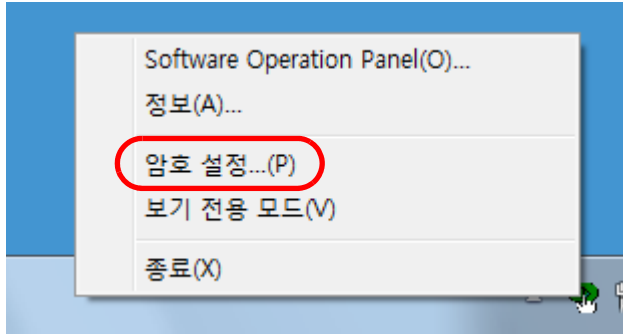 Software Operation Panel(O)...
정보(A)...
암호 설정...(P)
보기 전용 모드(V)
종료(X)